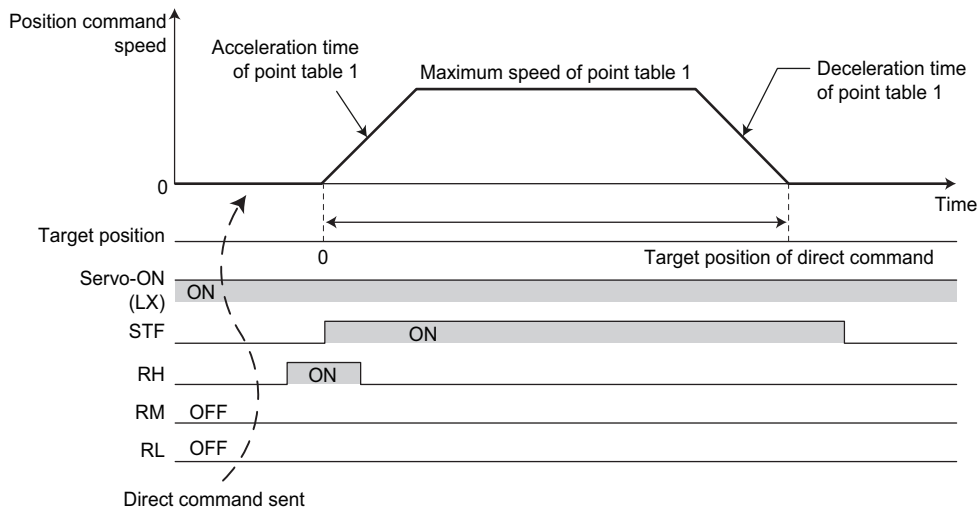 Position command
speed
Acceleration time
of point table 1
Maximum speed of point table 1
Deceleration time
of point table 1
0
Time
Target position
0
Target position of direct command
Servo-ON
(LX)
ON
STF
ON
RH
ON
RM
OFF
RL
OFF
Direct command sent